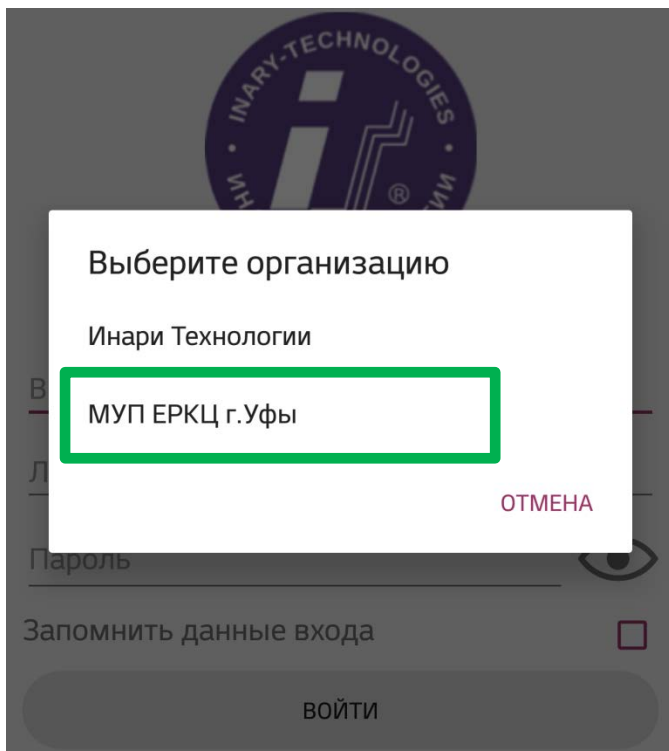 INARY-TECHNOLOGIES
®
Выберите организацию
Инари Технологии
МУП ЕРКЦ г.Уфы
ОТМЕНА
Пароль
Запомнить данные входа
ВОЙТИ